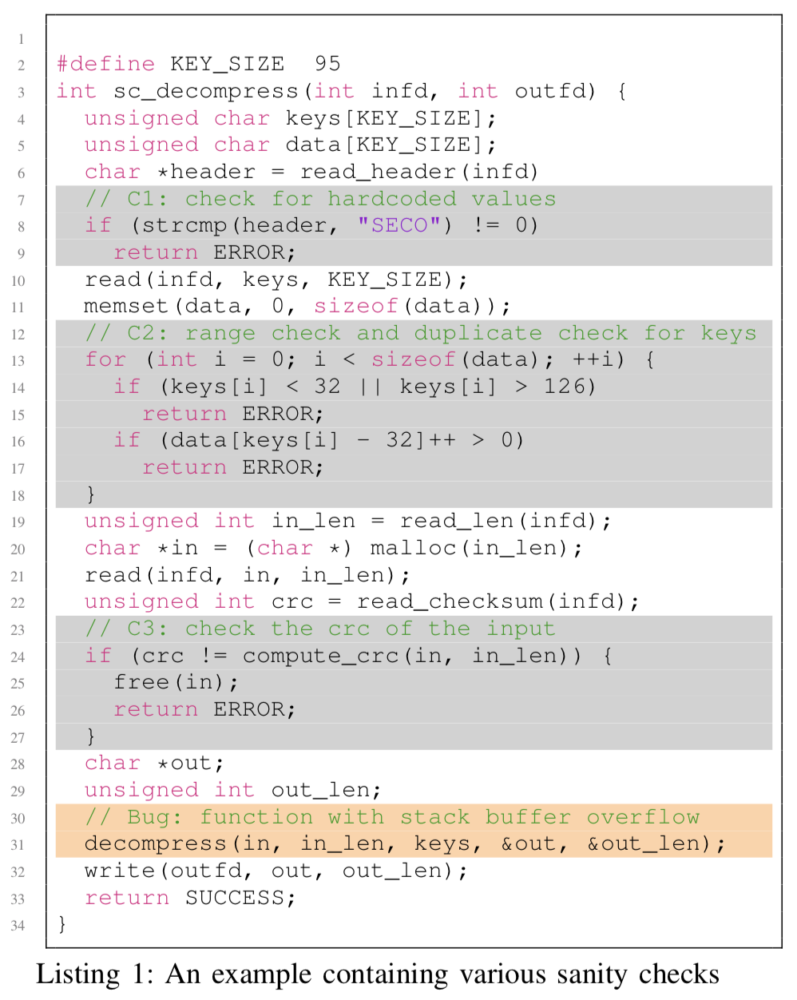 1
2 #define KEY_SIZE  95
3 int sc_decompress(int infd, int outfd) {
4   unsigned char keys[KEY_SIZE];
5   unsigned char data[KEY_SIZE];
6   char *header = read_header(infd)
7   // C1: check for hardcoded values
8   if (strcmp(header, "SECO") != 0)
9     return ERROR;
10   read(infd, keys, KEY_SIZE);
11   memset(data, 0, sizeof(data));
12   // C2: range check and duplicate check for keys
13   for (int i = 0; i < sizeof(data); ++i) {
14     if (keys[i] < 32 || keys[i] > 126)
15       return ERROR;
16     if (data[keys[i] - 32]++ > 0)
17       return ERROR;
18   }
19   unsigned int in_len = read_len(infd);
20   char *in = (char *) malloc(in_len);
21   read(infd, in, in_len);
22   unsigned int crc = read_checksum(infd);
23   // C3: check the crc of the input
24   if (crc != compute_crc(in, in_len)) {
25     free(in);
26     return ERROR;
27   }
28   char *out;
29   unsigned int out_len;
30   // Bug: function with stack buffer overflow
31   decompress(in, in_len, keys, &out, &out_len);
32   write(outfd, out, out_len);
33   return SUCCESS;
34 }
Listing 1: An example containing various sanity checks